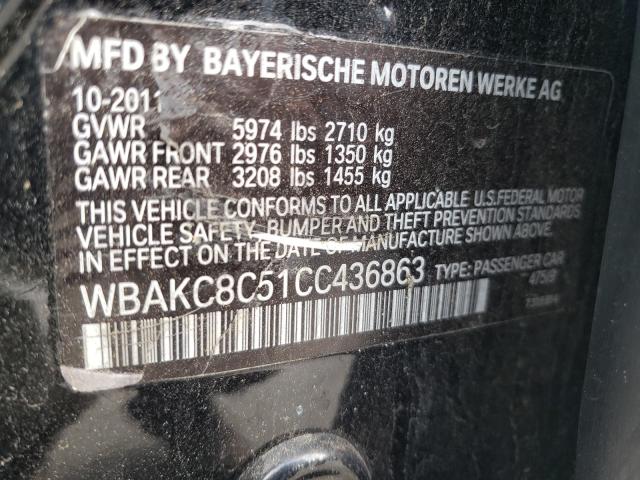 MFD BY BAYERISCHE MOTOREN WERKE AG
10-2011
GVWR 5974 lbs 2710 kg
GAWR FRONT 2976 lbs 1350 kg
GAWR REAR 3208 lbs 1455 kg
THIS VEHICLE CONFORMS TO ALL APPLICABLE U.S.FEDERAL MOTOR
VEHICLE SAFETY, BUMPER AND THEFT PREVENTION STANDARDS
IN EFFECT ON THE DATE OF MANUFACTURE SHOWN ABOVE.
WBAKC8C51CC436863 TYPE: PASSENGER CAR